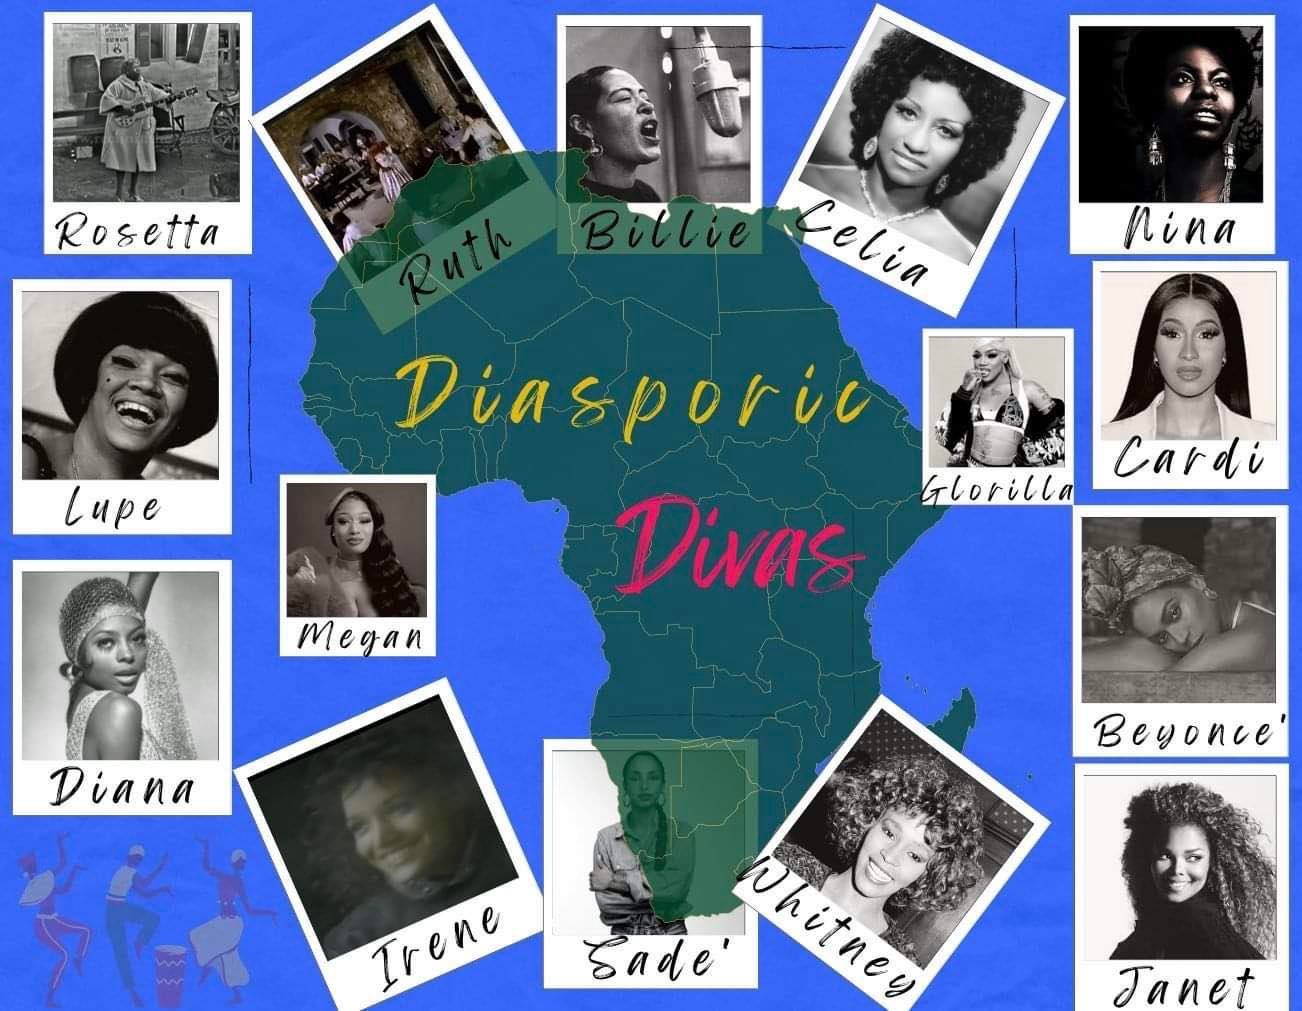 Rosetta
Ruth
Billie
Celia
Nina
Lupe
Diasporic
Glorilla
Cardi
Divas
Megan
Diana
Beyonce'
Irene
Sade'
Whitney
Janet